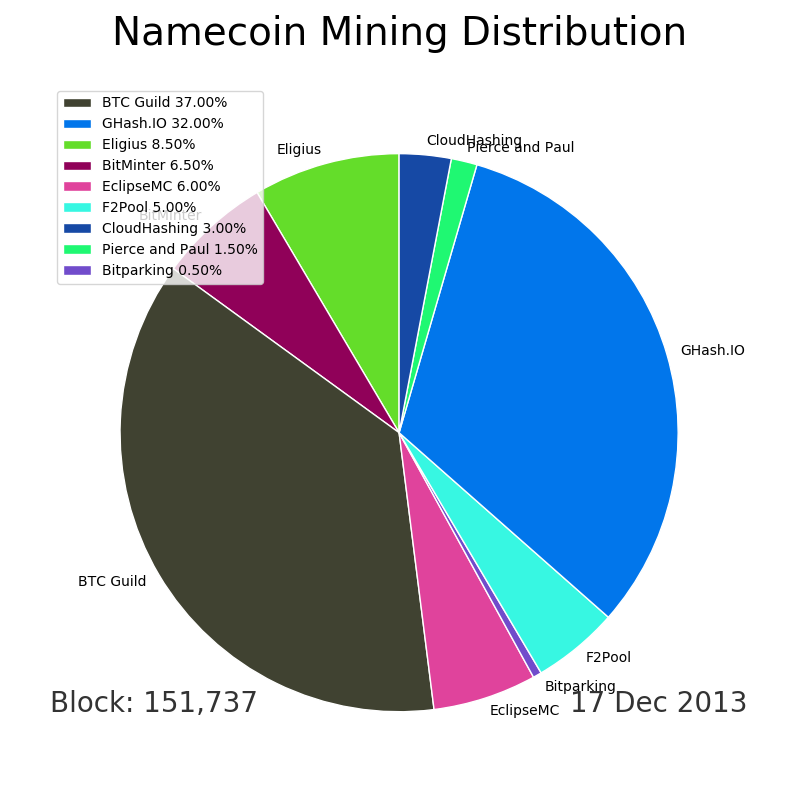 Namecoin Mining Distribution
BTC Guild 37.00%
GHash.IO 32.00%
Eligius 8.50%
BitMinter 6.50%
EclipseMC 6.00%
F2Pool 5.00%
CloudHashing 3.00%
Pierce and Paul 1.50%
Bitparking 0.50%
Eligius
CloudHashing
Pierce and Paul
BitMinter
GHash.IO
BTC Guild
F2Pool
Bitparking
EclipseMC
Block: 151,737
17 Dec 2013